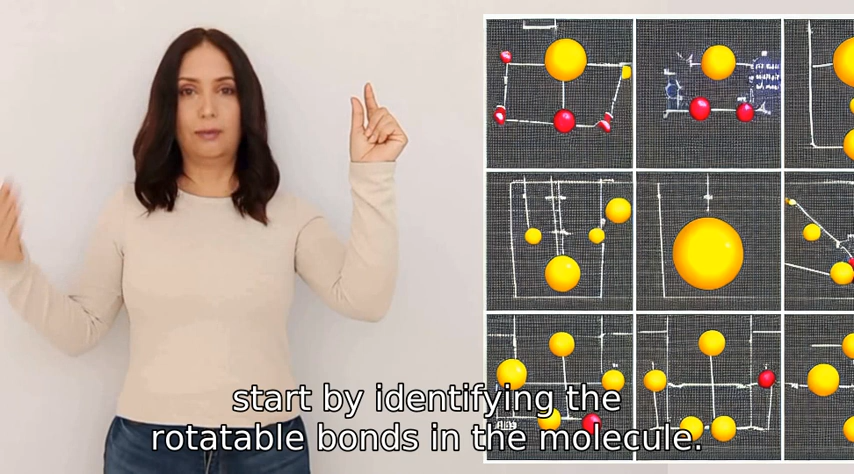 start by identifying the
rotatable bonds in the molecule.